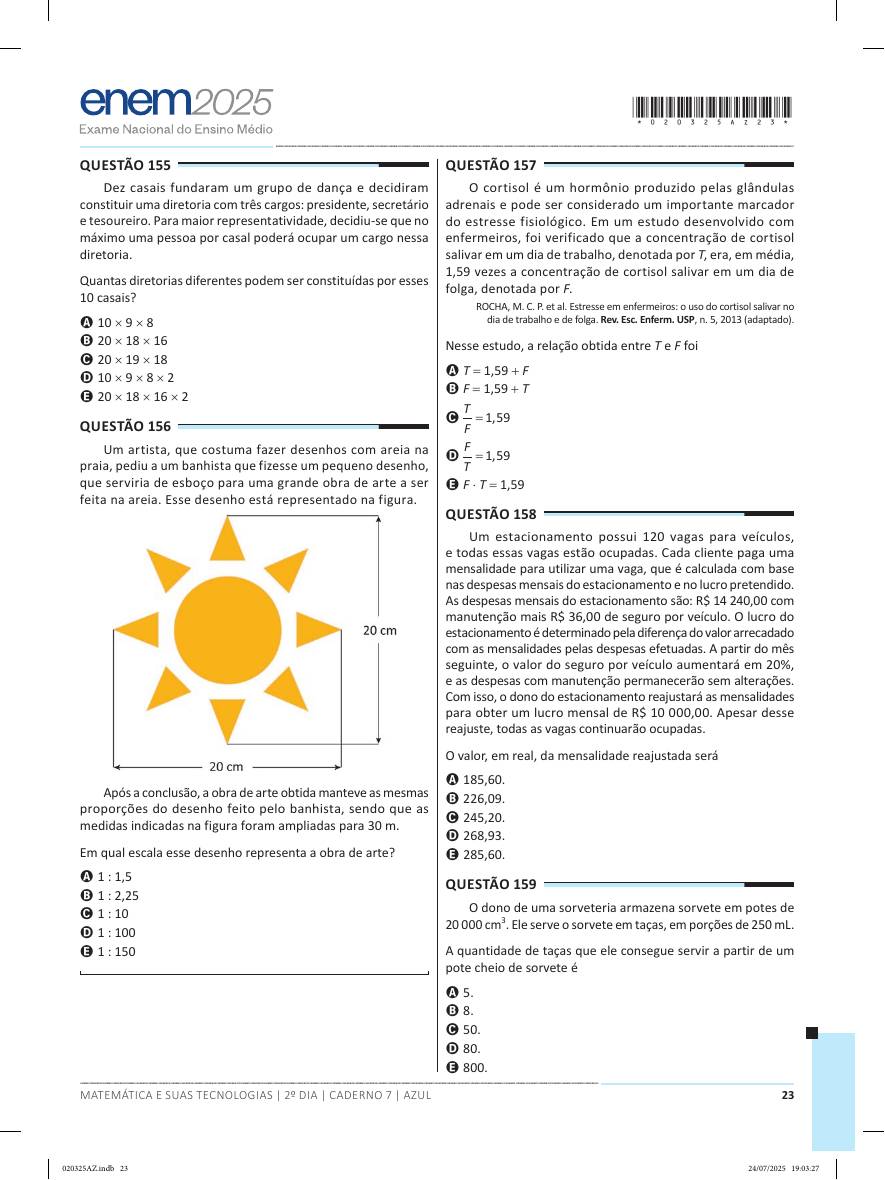 enem2025
Exame Nacional do Ensino Médio
*020325AZ23*
QUESTÃO 155
Dez casais fundaram um grupo de dança e decidiram
constituir uma diretoria com três cargos: presidente, secretário
e tesoureiro. Para maior representatividade, decidiu-se que no
máximo uma pessoa por casal poderá ocupar um cargo nessa
diretoria.
Quantas diretorias diferentes podem ser constituídas por esses
10 casais?
A 10 × 9 × 8
B 20 × 18 × 16
C 20 × 19 × 18
D 10 × 9 × 8 × 2
E 20 × 18 × 16 × 2
QUESTÃO 156
Um artista, que costuma fazer desenhos com areia na
praia, pediu a um banhista que fizesse um pequeno desenho,
que serviria de esboço para uma grande obra de arte a ser
feita na areia. Esse desenho está representado na figura.
20 cm
20 cm
Após a conclusão, a obra de arte obtida manteve as mesmas
proporções do desenho feito pelo banhista, sendo que as
medidas indicadas na figura foram ampliadas para 30 m.
Em qual escala esse desenho representa a obra de arte?
A 1 : 1,5
B 1 : 2,25
C 1 : 10
D 1 : 100
E 1 : 150
QUESTÃO 157
O cortisol é um hormônio produzido pelas glândulas
adrenais e pode ser considerado um importante marcador
do estresse fisiológico. Em um estudo desenvolvido com
enfermeiros, foi verificado que a concentração de cortisol
salivar em um dia de trabalho, denotada por T, era, em média,
1,59 vezes a concentração de cortisol salivar em um dia de
folga, denotada por F.
ROCHA, M. C. P. et al. Estresse em enfermeiros: o uso do cortisol salivar no
dia de trabalho e de folga. Rev. Esc. Enferm. USP, n. 5, 2013 (adaptado).
Nesse estudo, a relação obtida entre T e F foi
A T = 1,59 + F
B F = 1,59 + T
C T/F = 1,59
D F/T = 1,59
E F · T = 1,59
QUESTÃO 158
Um estacionamento possui 120 vagas para veículos,
e todas essas vagas estão ocupadas. Cada cliente paga uma
mensalidade para utilizar uma vaga, que é calculada com base
nas despesas mensais do estacionamento e no lucro pretendido.
As despesas mensais do estacionamento são: R$ 14 240,00 com
manutenção mais R$ 36,00 de seguro por veículo. O lucro do
estacionamento é determinado pela diferença do valor arrecadado
com as mensalidades pelas despesas efetuadas. A partir do mês
seguinte, o valor do seguro por veículo aumentará em 20%,
e as despesas com manutenção permanecerão sem alterações.
Com isso, o dono do estacionamento reajustará as mensalidades
para obter um lucro mensal de R$ 10 000,00. Apesar desse
reajuste, todas as vagas continuarão ocupadas.
O valor, em real, da mensalidade reajustada será
A 185,60.
B 226,09.
C 245,20.
D 268,93.
E 285,60.
QUESTÃO 159
O dono de uma sorveteria armazena sorvete em potes de
20 000 cm³. Ele serve o sorvete em taças, em porções de 250 mL.
A quantidade de taças que ele consegue servir a partir de um
pote cheio de sorvete é
A 5.
B 8.
C 50.
D 80.
E 800.
MATEMÁTICA E SUAS TECNOLOGIAS | 2º DIA | CADERNO 7 | AZUL
23
020325AZ.indb 23
24/07/2025 19:03:27